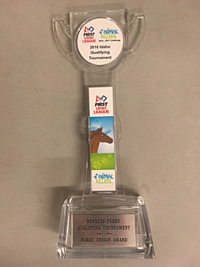 FIRST
LEGO
LEAGUE
ANIMAL
ALLIES
2016 Idaho
Qualifying
Tournament
FIRST
LEGO
LEAGUE
ANIMAL
ALLIES
QUALIFYING TOURNAMENT
ROBOT DESIGN AWARD